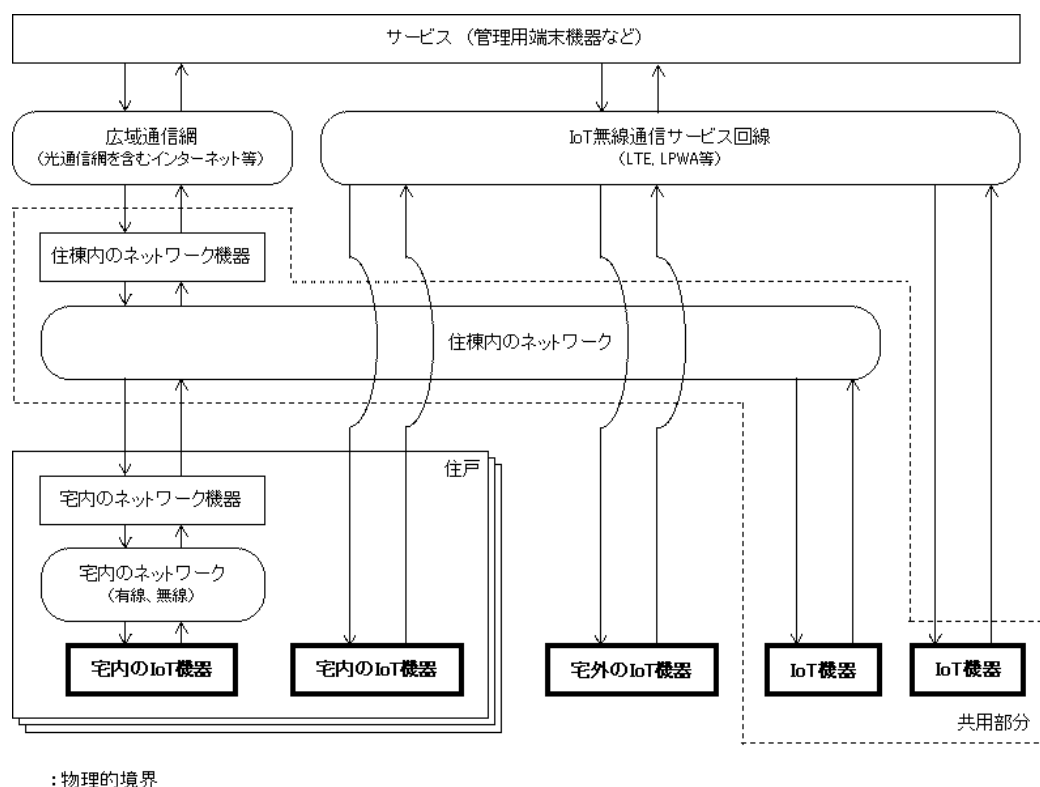 サービス (管理用端末機器など)
広域通信網
(光通信網を含むインターネット等)
IoT無線通信サービス回線
(LTE, LPWA等)
住棟内のネットワーク機器
住棟内のネットワーク
住戸
宅内のネットワーク機器
宅内のネットワーク
(有線、無線)
宅内のIoT機器
宅内のIoT機器
宅外のIoT機器
IoT機器
IoT機器
共用部分
:物理的境界